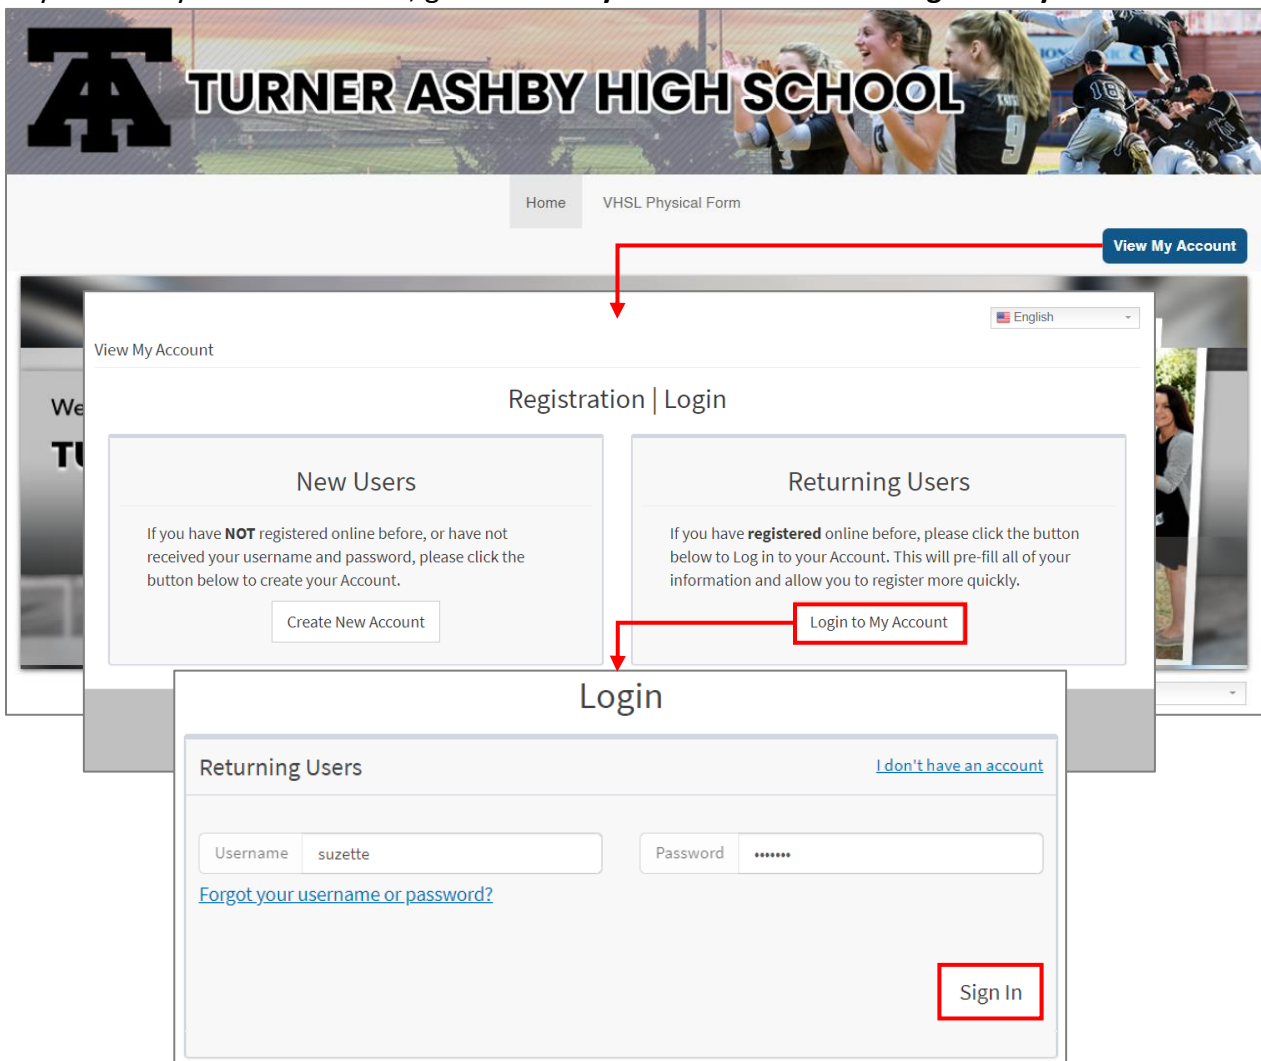 TA
TURNER ASHBY HIGH SCHOOL
18
9
Home
VHSL Physical Form
View My Account
English
View My Account
Registration | Login
We
TU
New Users
If you have NOT registered online before, or have not
received your username and password, please click the
button below to create your Account.
Create New Account
Returning Users
If you have registered online before, please click the button
below to Log in to your Account. This will pre-fill all of your
information and allow you to register more quickly.
Login to My Account
Login
Returning Users
I don't have an account
Username
suzette
Password
•••••••
Forgot your username or password?
Sign In